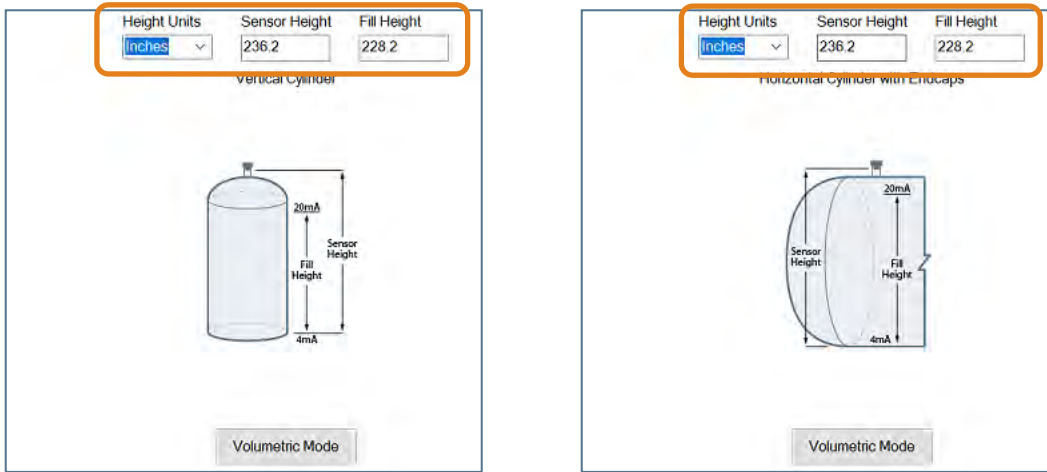 Height Units Sensor Height Fill Height
Inches 236.2 228.2
Vertical Cylinder
20mA
Sensor
Height
Fill
Height
4mA
Volumetric Mode
Height Units Sensor Height Fill Height
Inches 236.2 228.2
Horizontal Cylinder with Endcaps
20mA
Sensor
Height
Fill
Height
4mA
Volumetric Mode